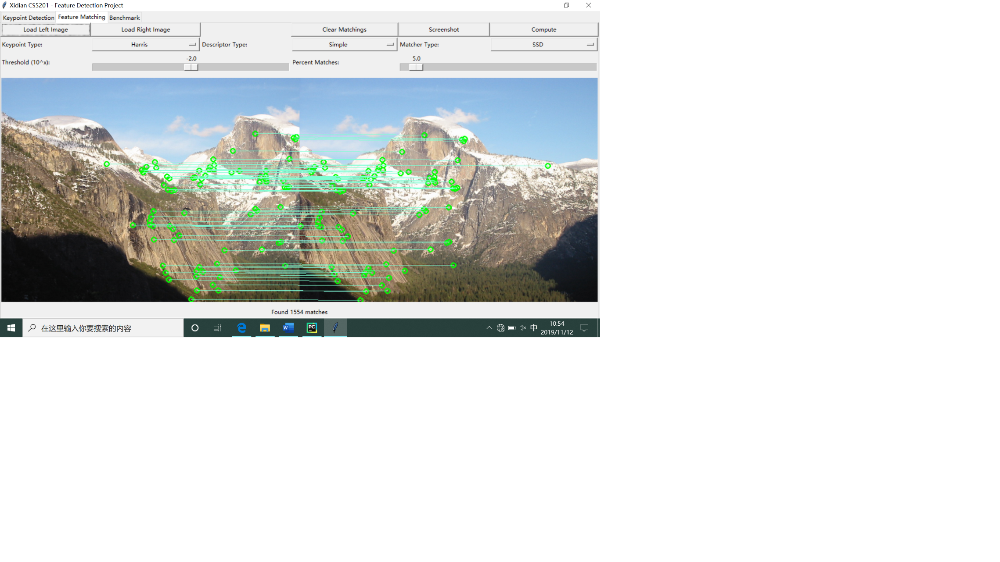 Xidian CS5201 - Feature Detection Project
Keypoint Detection Feature Matching Benchmark
Load Left Image Load Right Image Clear Matchings Screenshot Compute
Keypoint Type: Harris Descriptor Type: Simple Matcher Type: SSD
Threshold (10^x): -2.0 Percent Matches: 5.0
Found 1554 matches
在这里输入你要搜索的内容
W
PC
中
10:54
2019/11/12